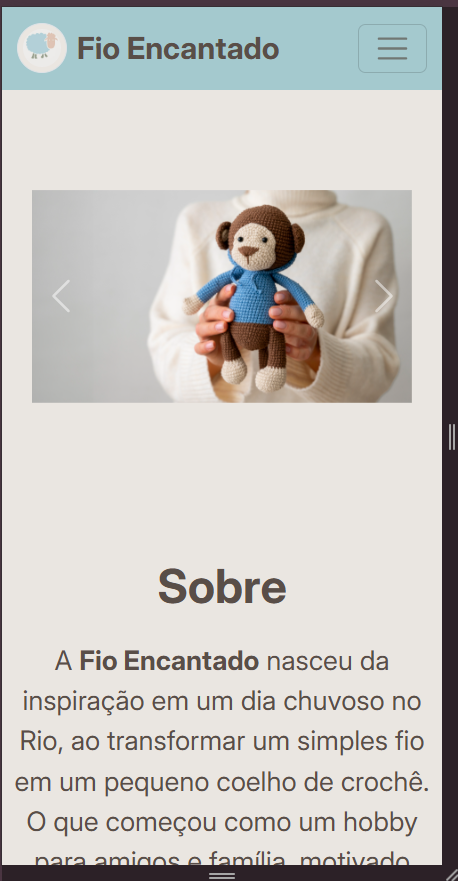 Fio Encantado
Sobre
A Fio Encantado nasceu da
inspiração em um dia chuvoso no
Rio, ao transformar um simples fio
em um pequeno coelho de crochê.
O que começou como um hobby
para amigos e família, motivado